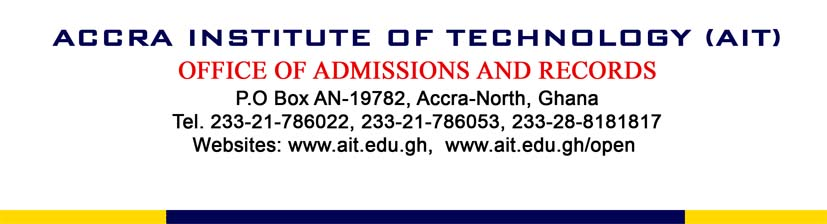 ACCRA INSTITUTE OF TECHNOLOGY (AIT)
OFFICE OF ADMISSIONS AND RECORDS
P.O Box AN-19782, Accra-North, Ghana
Tel. 233-21-786022, 233-21-786053, 233-28-8181817
Websites: www.ait.edu.gh, www.ait.edu.gh/open